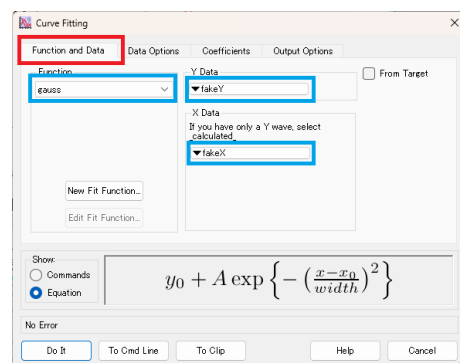 Curve Fitting
Function and Data
Data Options
Coefficients
Output Options
Function
gauss
Y Data
fakeY
From Target
X Data
If you have only a Y wave, select
_calculated_
fakeX
New Fit Function...
Edit Fit Function...
Show:
Commands
Equation
y₀ + A exp {−((x−x₀)/width)²}
No Error
Do It
To Cmd Line
To Clip
Help
Cancel